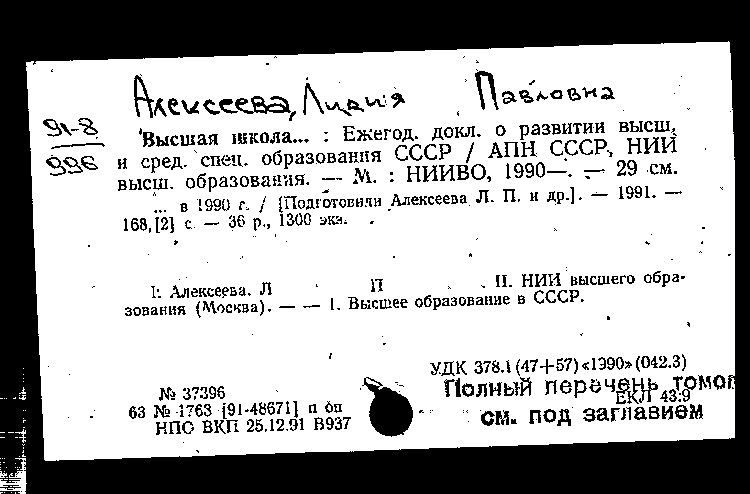 Алексеева, Лидия Павловна
91-8
996
Высшая школа... : Ежегод. докл. о развитии высш.
и сред. спец. образования СССР / АПН СССР, НИИ
высш. образования. — М. : НИИВО, 1990—. — 29 см.
... в 1990 г. / [Подготовили Алексеева Л. П. и др.]. — 1991. —
168,[2] с. — 36 р., 1300 экз.
I. Алексеева, Л П . II. НИИ высшего обра-
зования (Москва). — — 1. Высшее образование в СССР.
УДК 378.1(47+57)«1990»(042.3)
Полный перечень томов
ЕКЛ 43.9
см. под заглавием
№ 37396
63 № 1763 [91-48671] п бп
НПО ВКП 25.12.91 В937